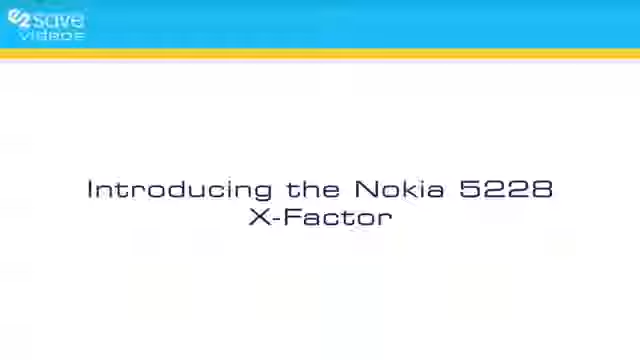 e2save
videos
Introducing the Nokia 5228
X-Factor